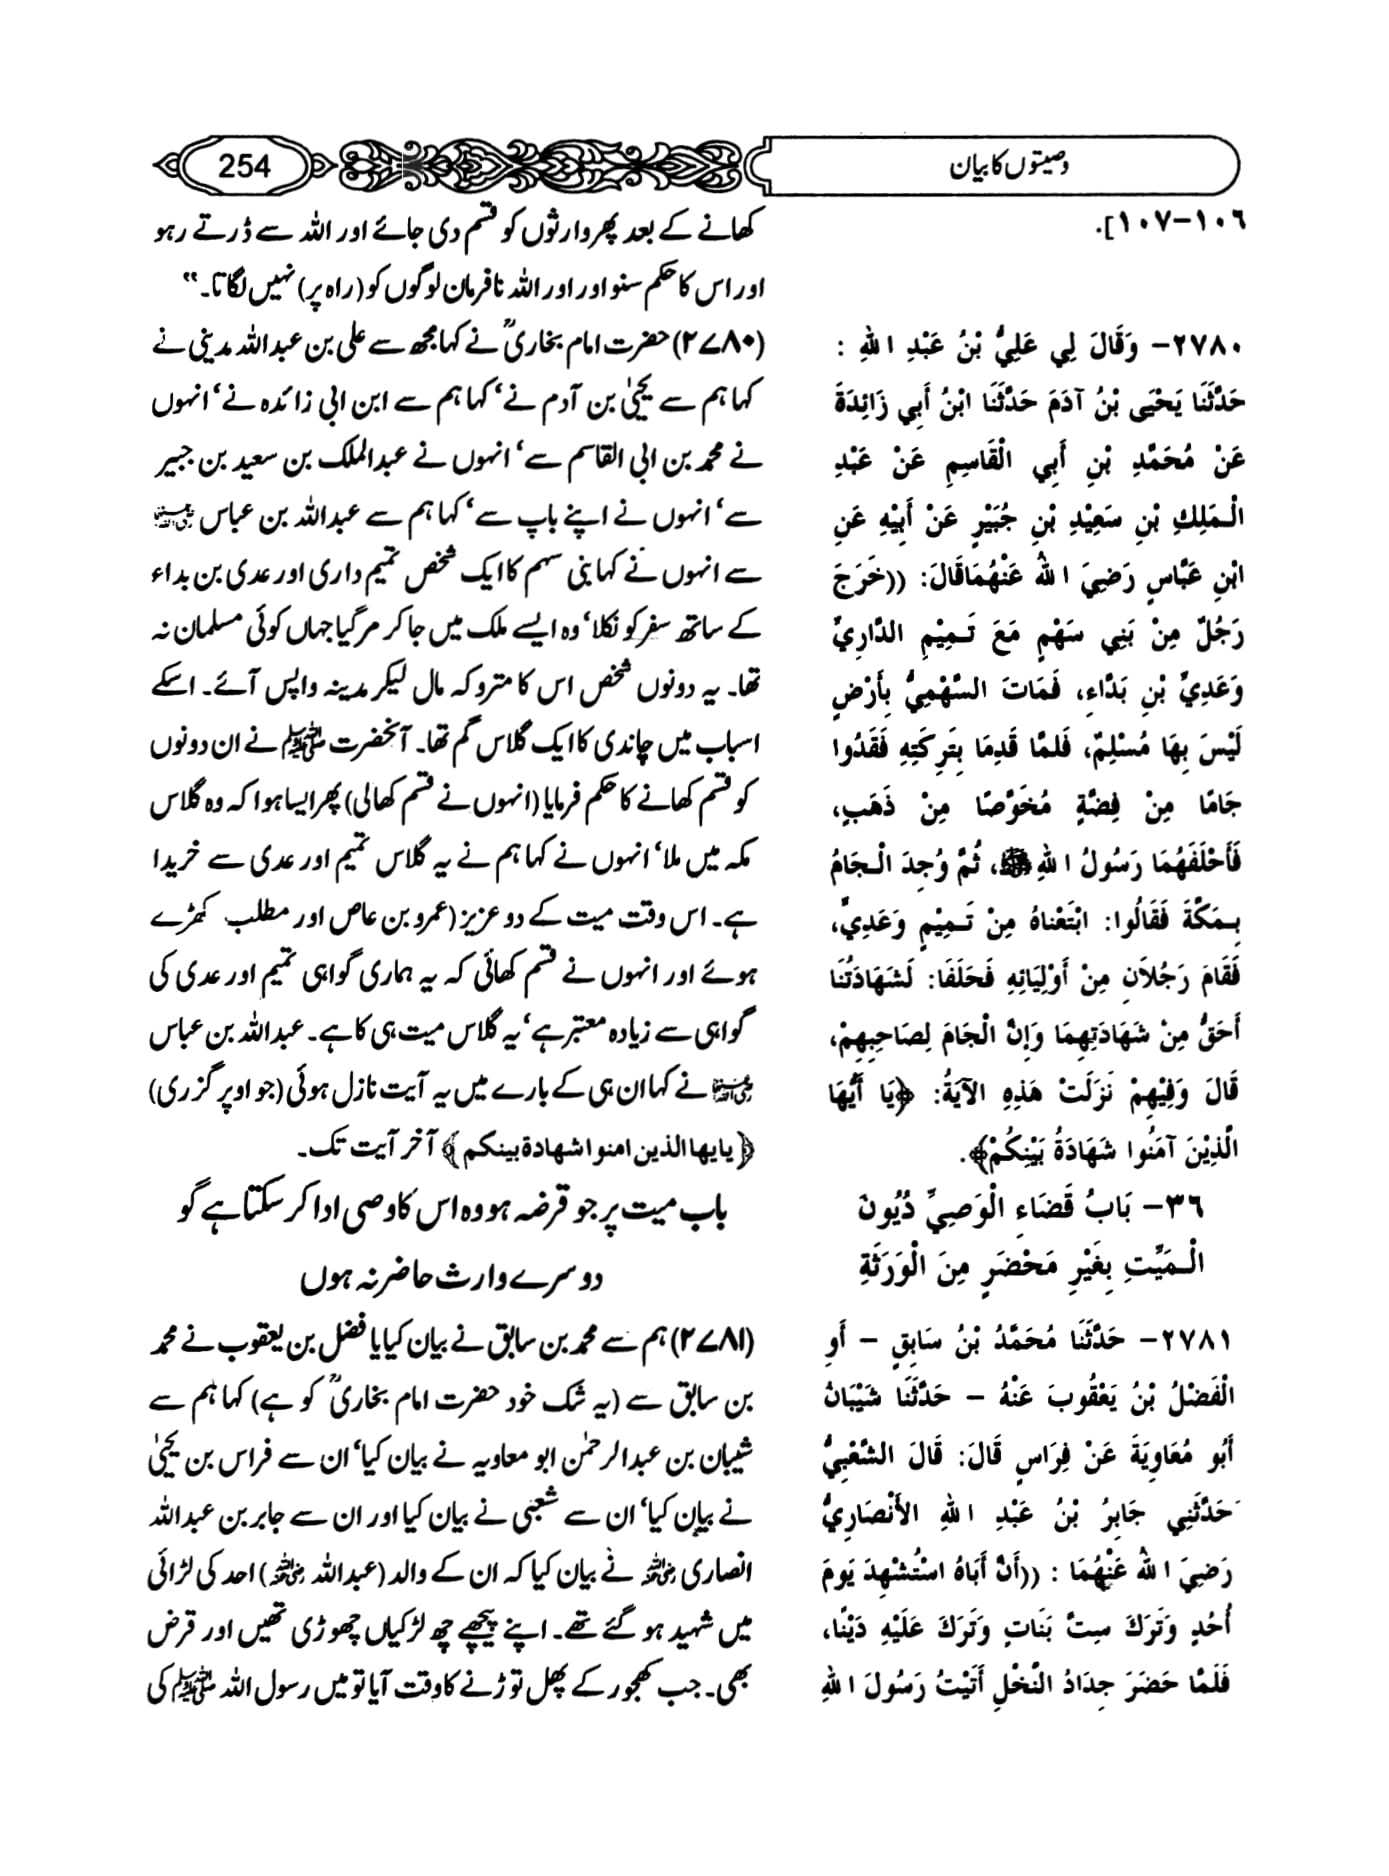 وصیتوں کا بیان
254
١٠٦-١٠٧].
٢٧٨٠- وَقَالَ لِي عَلِيُّ بْنُ عَبْدِ اللهِ :
حَدَّثَنَا يَحْيَى بْنُ آدَمَ حَدَّثَنَا ابْنُ أَبِي زَائِدَةَ
عَنْ مُحَمَّدِ بْنِ أَبِي الْقَاسِمِ عَنْ عَبْدِ
الْمَلِكِ بْنِ سَعِيْدِ بْنِ جُبَيْرٍ عَنْ أَبِيْهِ عَنِ
ابْنِ عَبَّاسٍ رَضِيَ اللهُ عَنْهُمَا قَالَ: ((خَرَجَ
رَجُلٌ مِنْ بَنِي سَهْمٍ مَعَ تَمِيْمٍ الدَّارِيِّ
وَعَدِيِّ بْنِ بَدَّاءٍ، فَمَاتَ السَّهْمِيُّ بِأَرْضٍ
لَيْسَ بِهَا مُسْلِمٌ، فَلَمَّا قَدِمَا بِتَرِكَتِهِ فَقَدُوا
جَامًا مِنْ فِضَّةٍ مُخَوَّصًا مِنْ ذَهَبٍ،
فَأَحْلَفَهُمَا رَسُولُ اللهِ ﷺ، ثُمَّ وُجِدَ الْجَامُ
بِمَكَّةَ فَقَالُوا: ابْتَعْنَاهُ مِنْ تَمِيْمٍ وَعَدِيٍّ،
فَقَامَ رَجُلَانِ مِنْ أَوْلِيَائِهِ فَحَلَفَا: لَشَهَادَتُنَا
أَحَقُّ مِنْ شَهَادَتِهِمَا وَإِنَّ الْجَامَ لِصَاحِبِهِمْ،
قَالَ وَفِيْهِمْ نَزَلَتْ هَذِهِ الآيَةُ: ﴿يَا أَيُّهَا
الَّذِيْنَ آمَنُوا شَهَادَةُ بَيْنِكُمْ﴾.
٣٦- بَابُ قَضَاءِ الْوَصِيِّ دُيُونَ
الْمَيِّتِ بِغَيْرِ مَحْضَرٍ مِنَ الْوَرَثَةِ
٢٧٨١- حَدَّثَنَا مُحَمَّدُ بْنُ سَابِقٍ - أَوِ
الْفَضْلُ بْنُ يَعْقُوبَ عَنْهُ - حَدَّثَنَا شَيْبَانُ
أَبُو مُعَاوِيَةَ عَنْ فِرَاسٍ قَالَ: قَالَ الشَّعْبِيُّ
حَدَّثَنِي جَابِرُ بْنُ عَبْدِ اللهِ الأَنْصَارِيُّ
رَضِيَ اللهُ عَنْهُمَا : ((أَنَّ أَبَاهُ اسْتُشْهِدَ يَومَ
أُحُدٍ وَتَرَكَ سِتَّ بَنَاتٍ وَتَرَكَ عَلَيْهِ دَيْنًا،
فَلَمَّا حَضَرَ جِدَادُ النَّخْلِ أَتَيْتُ رَسُولَ اللهِ
کھانے کے بعد پھر وارثوں کو قسم دی جائے اور اللہ سے ڈرتے رہو
اور اس کا حکم سنو اور اور اللہ نافرمان لوگوں کو (راہ پر) نہیں لگاتا۔"
(۲۷۸۰) حضرت امام بخاریؒ نے کہا مجھ سے علی بن عبداللہ مدینی نے
کہا ہم سے یحییٰ بن آدم نے‘ کہا ہم سے ابن ابی زائدہ نے‘ انہوں
نے محمد بن ابی القاسم سے‘ انہوں نے عبدالملک بن سعید بن جبیر
سے‘ انہوں نے اپنے باپ سے‘ کہا ہم سے عبداللہ بن عباس رضی اللہ عنہما
سے انہوں نے کہا بنی سہم کا ایک شخص تمیم داری اور عدی بن بداء
کے ساتھ سفر کو نکلا‘ وہ ایسے ملک میں جا کر مر گیا جہاں کوئی مسلمان نہ
تھا۔ یہ دونوں شخص اس کا متروکہ مال لیکر مدینہ واپس آئے۔ اسکے
اسباب میں چاندی کا ایک گلاس گم تھا۔ آنحضرت ﷺ نے ان دونوں
کو قسم کھانے کا حکم فرمایا (انہوں نے قسم کھالی) پھر ایسا ہوا کہ وہ گلاس
مکہ میں ملا‘ انہوں نے کہا ہم نے یہ گلاس تمیم اور عدی سے خریدا
ہے۔ اس وقت میت کے دو عزیز (عمرو بن عاص اور مطلب کھڑے
ہوئے اور انہوں نے قسم کھائی کہ یہ ہماری گواہی تمیم اور عدی کی
گواہی سے زیادہ معتبر ہے‘ یہ گلاس میت ہی کا ہے۔ عبداللہ بن عباس
رضی اللہ عنہما نے کہا ان ہی کے بارے میں یہ آیت نازل ہوئی (جو اوپر گزری)
﴿یایها الذین امنوا شهادة بینکم﴾ آخر آیت تک۔
باب میت پر جو قرضہ ہو وہ اس کا وصی ادا کر سکتا ہے گو
دوسرے وارث حاضر نہ ہوں
(۲۷۸۱) ہم سے محمد بن سابق نے بیان کیا یا فضل بن یعقوب نے محمد
بن سابق سے (یہ شک خود حضرت امام بخاریؒ کو ہے) کہا ہم سے
شیبان بن عبدالرحمٰن ابو معاویہ نے بیان کیا‘ ان سے فراس بن یحییٰ
نے بیان کیا‘ ان سے شعبی نے بیان کیا اور ان سے جابر بن عبداللہ
انصاری رضی اللہ عنہ نے بیان کیا کہ ان کے والد (عبداللہ رضی اللہ عنہ) احد کی لڑائی
میں شہید ہو گئے تھے۔ اپنے پیچھے چھ لڑکیاں چھوڑی تھیں اور قرض
بھی۔ جب کھجور کے پھل توڑنے کا وقت آیا تو میں رسول اللہ ﷺ کی